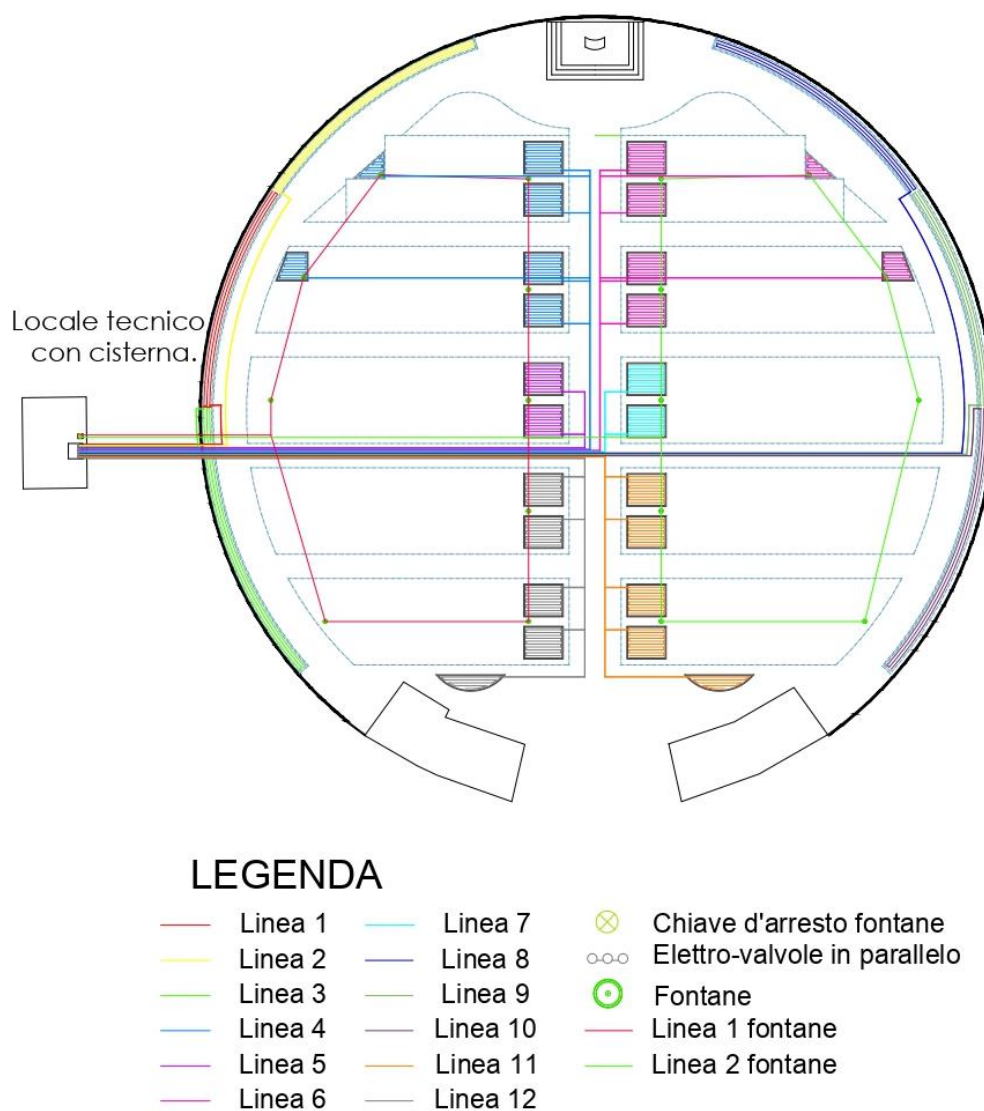 Locale tecnico
con cisterna.
LEGENDA
Linea 1
Linea 2
Linea 3
Linea 4
Linea 5
Linea 6
Linea 7
Linea 8
Linea 9
Linea 10
Linea 11
Linea 12
Chiave d'arresto fontane
Elettro-valvole in parallelo
Fontane
Linea 1 fontane
Linea 2 fontane